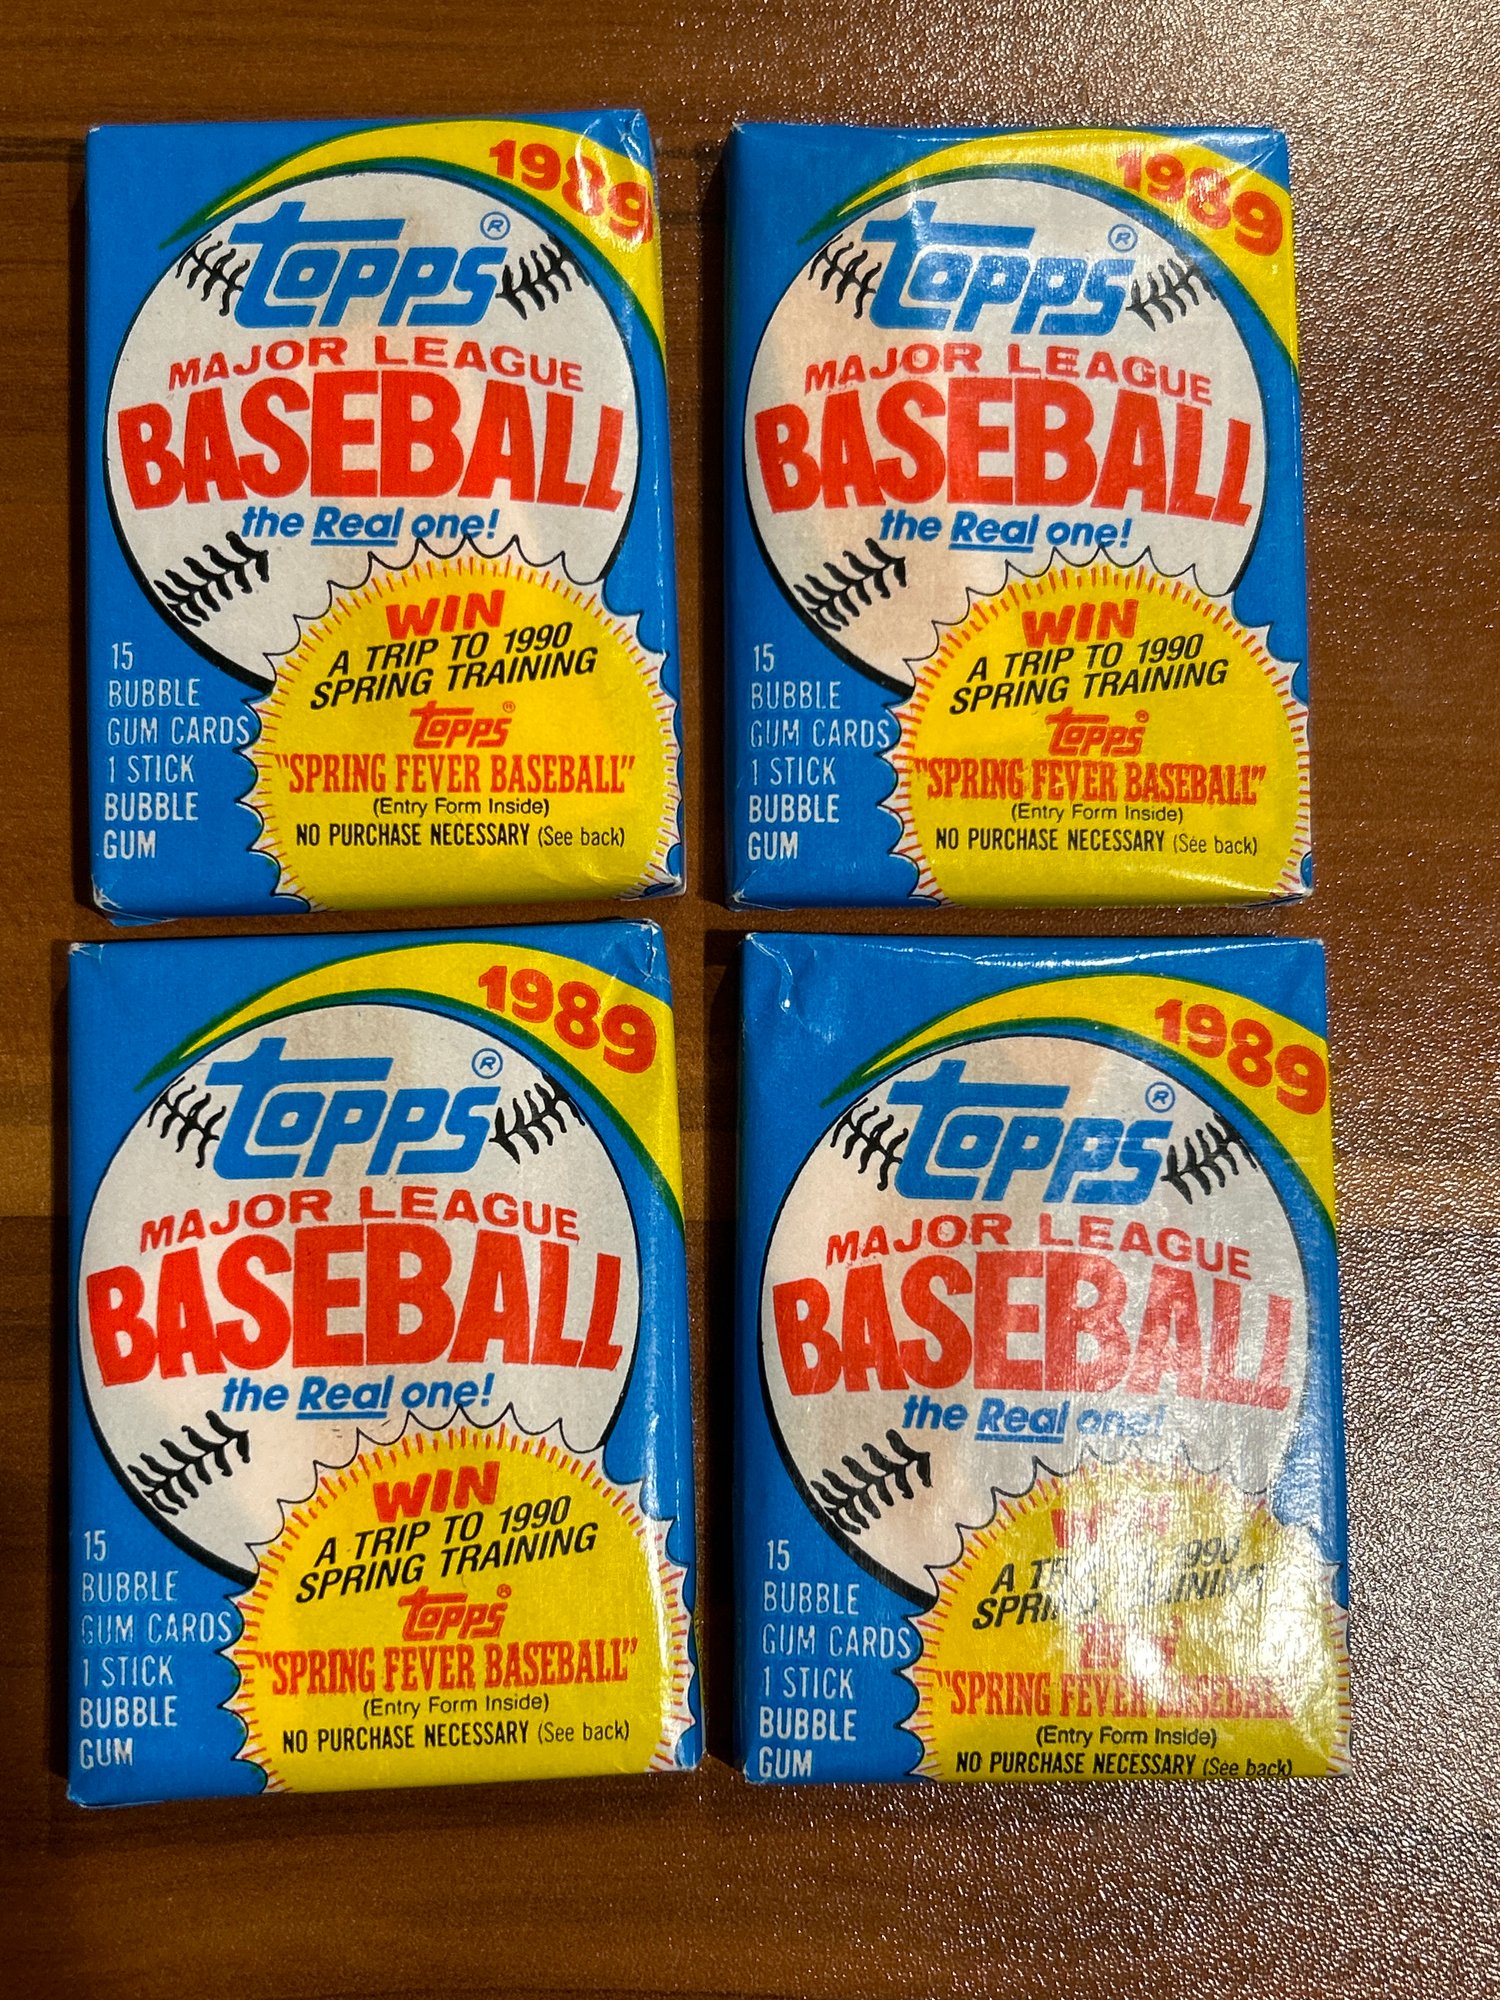 1989
Topps®
MAJOR LEAGUE
BASEBALL
the Real one!
WIN
A TRIP TO 1990
SPRING TRAINING
Topps®
"SPRING FEVER BASEBALL"
(Entry Form Inside)
NO PURCHASE NECESSARY (See back)
15
BUBBLE
GUM CARDS
1 STICK
BUBBLE
GUM
1989
Topps®
MAJOR LEAGUE
BASEBALL
the Real one!
WIN
A TRIP TO 1990
SPRING TRAINING
Topps®
"SPRING FEVER BASEBALL"
(Entry Form Inside)
NO PURCHASE NECESSARY (See back)
15
BUBBLE
GUM CARDS
1 STICK
BUBBLE
GUM
1989
Topps®
MAJOR LEAGUE
BASEBALL
the Real one!
WIN
A TRIP TO 1990
SPRING TRAINING
Topps®
"SPRING FEVER BASEBALL"
(Entry Form Inside)
NO PURCHASE NECESSARY (See back)
15
BUBBLE
GUM CARDS
1 STICK
BUBBLE
GUM
1989
Topps®
MAJOR LEAGUE
BASEBALL
the Real one!
A 1990
SPRING TRAINING
"SPRING FEVER BASEBALL
(Entry Form Inside)
NO PURCHASE NECESSARY (See back)
15
BUBBLE
GUM CARDS
1 STICK
BUBBLE
GUM